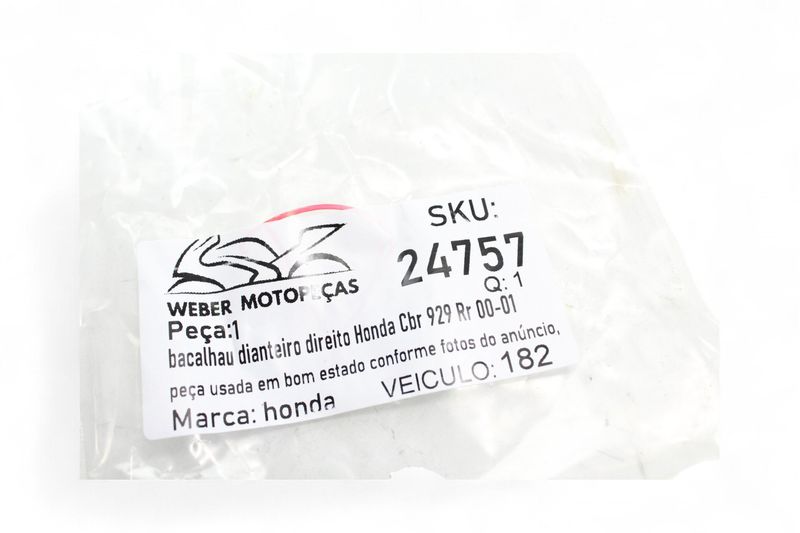 SKU:
24757
Q: 1
WEBER MOTOPEÇAS
Peça:1
bacalhau dianteiro direito Honda Cbr 929 Rr 00-01
peça usada em bom estado conforme fotos do anúncio,
Marca: honda
VEICULO: 182